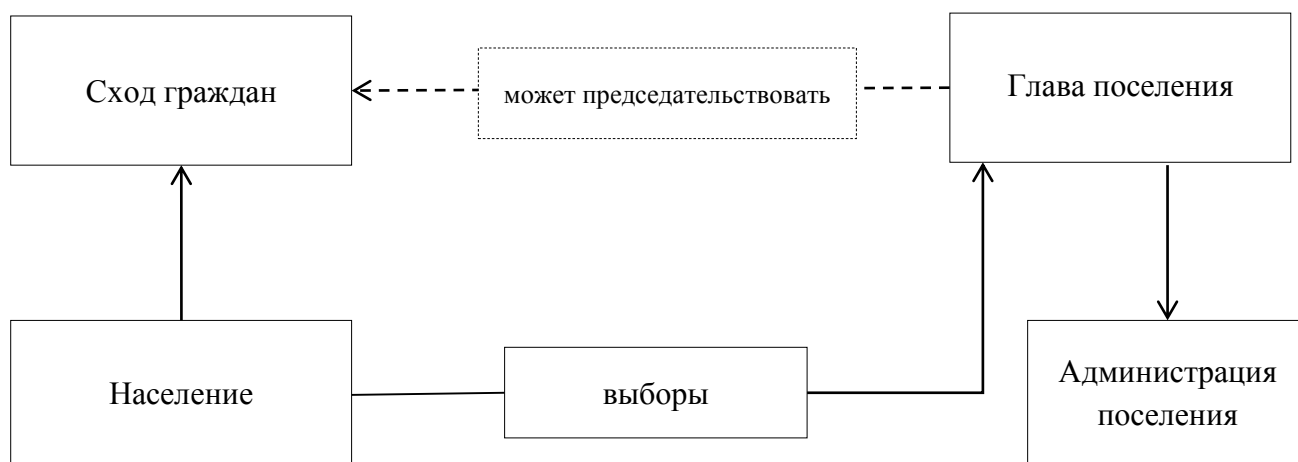 Сход граждан
может председательствовать
Глава поселения
Население
выборы
Администрация
поселения